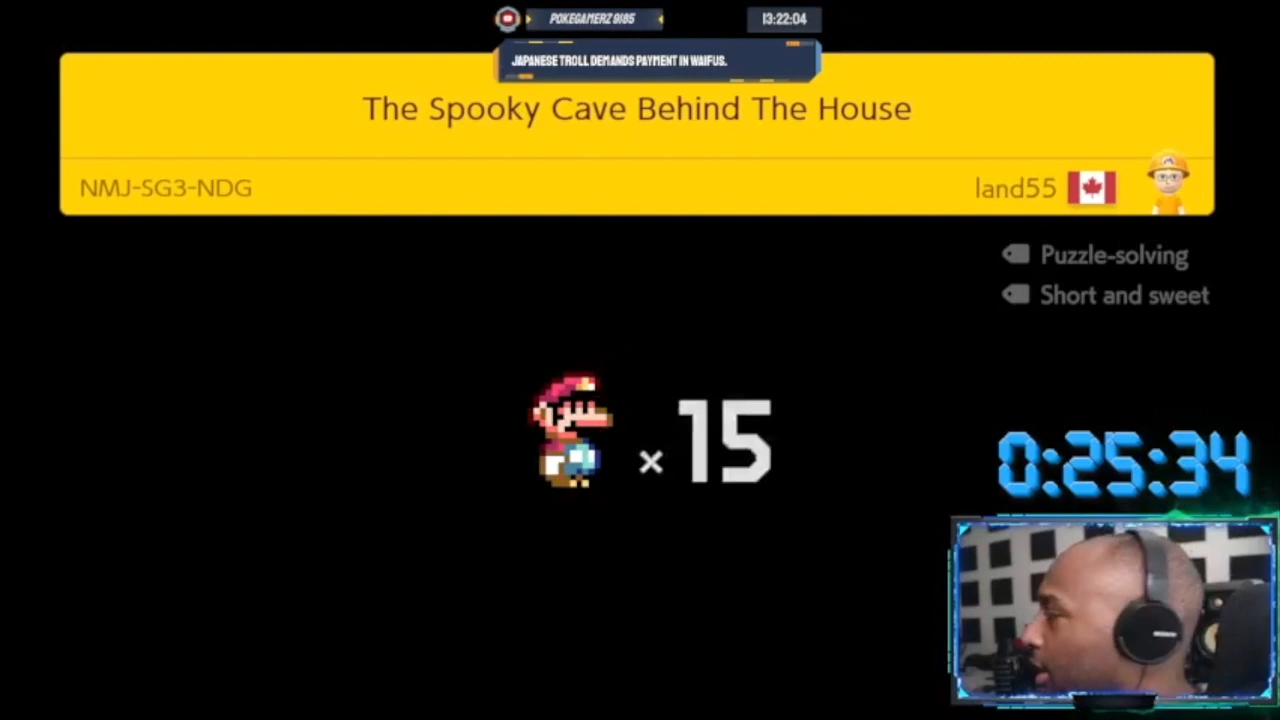 POKEGAMERZ 9185
13:22:04
JAPANESE TROLL DEMANDS PAYMENT IN WAIFUS.
The Spooky Cave Behind The House
NMJ-SG3-NDG
land55
Puzzle-solving
Short and sweet
×15
0:25:34